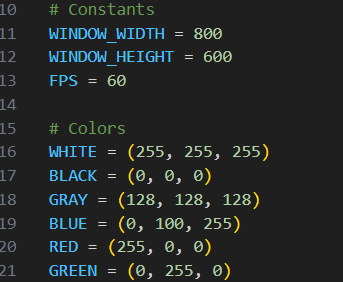 10 # Constants
11 WINDOW_WIDTH = 800
12 WINDOW_HEIGHT = 600
13 FPS = 60
14
15 # Colors
16 WHITE = (255, 255, 255)
17 BLACK = (0, 0, 0)
18 GRAY = (128, 128, 128)
19 BLUE = (0, 100, 255)
20 RED = (255, 0, 0)
21 GREEN = (0, 255, 0)